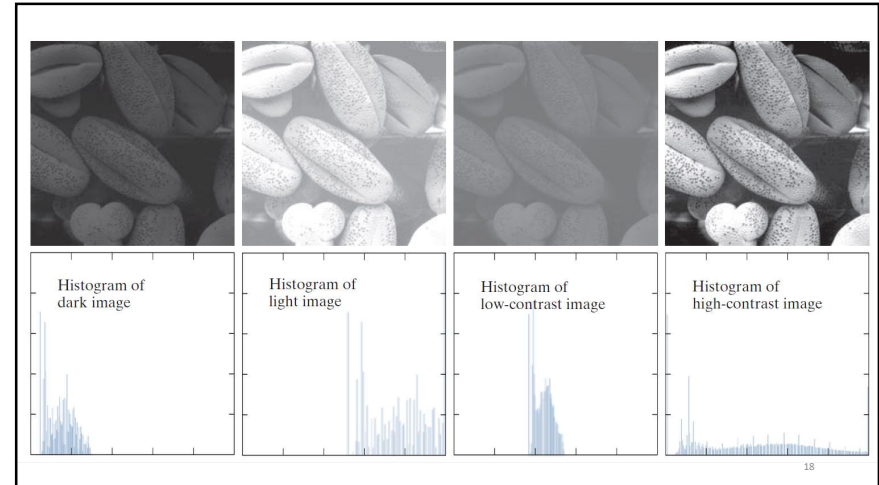 Histogram of
dark image
Histogram of
light image
Histogram of
low-contrast image
Histogram of
high-contrast image
18